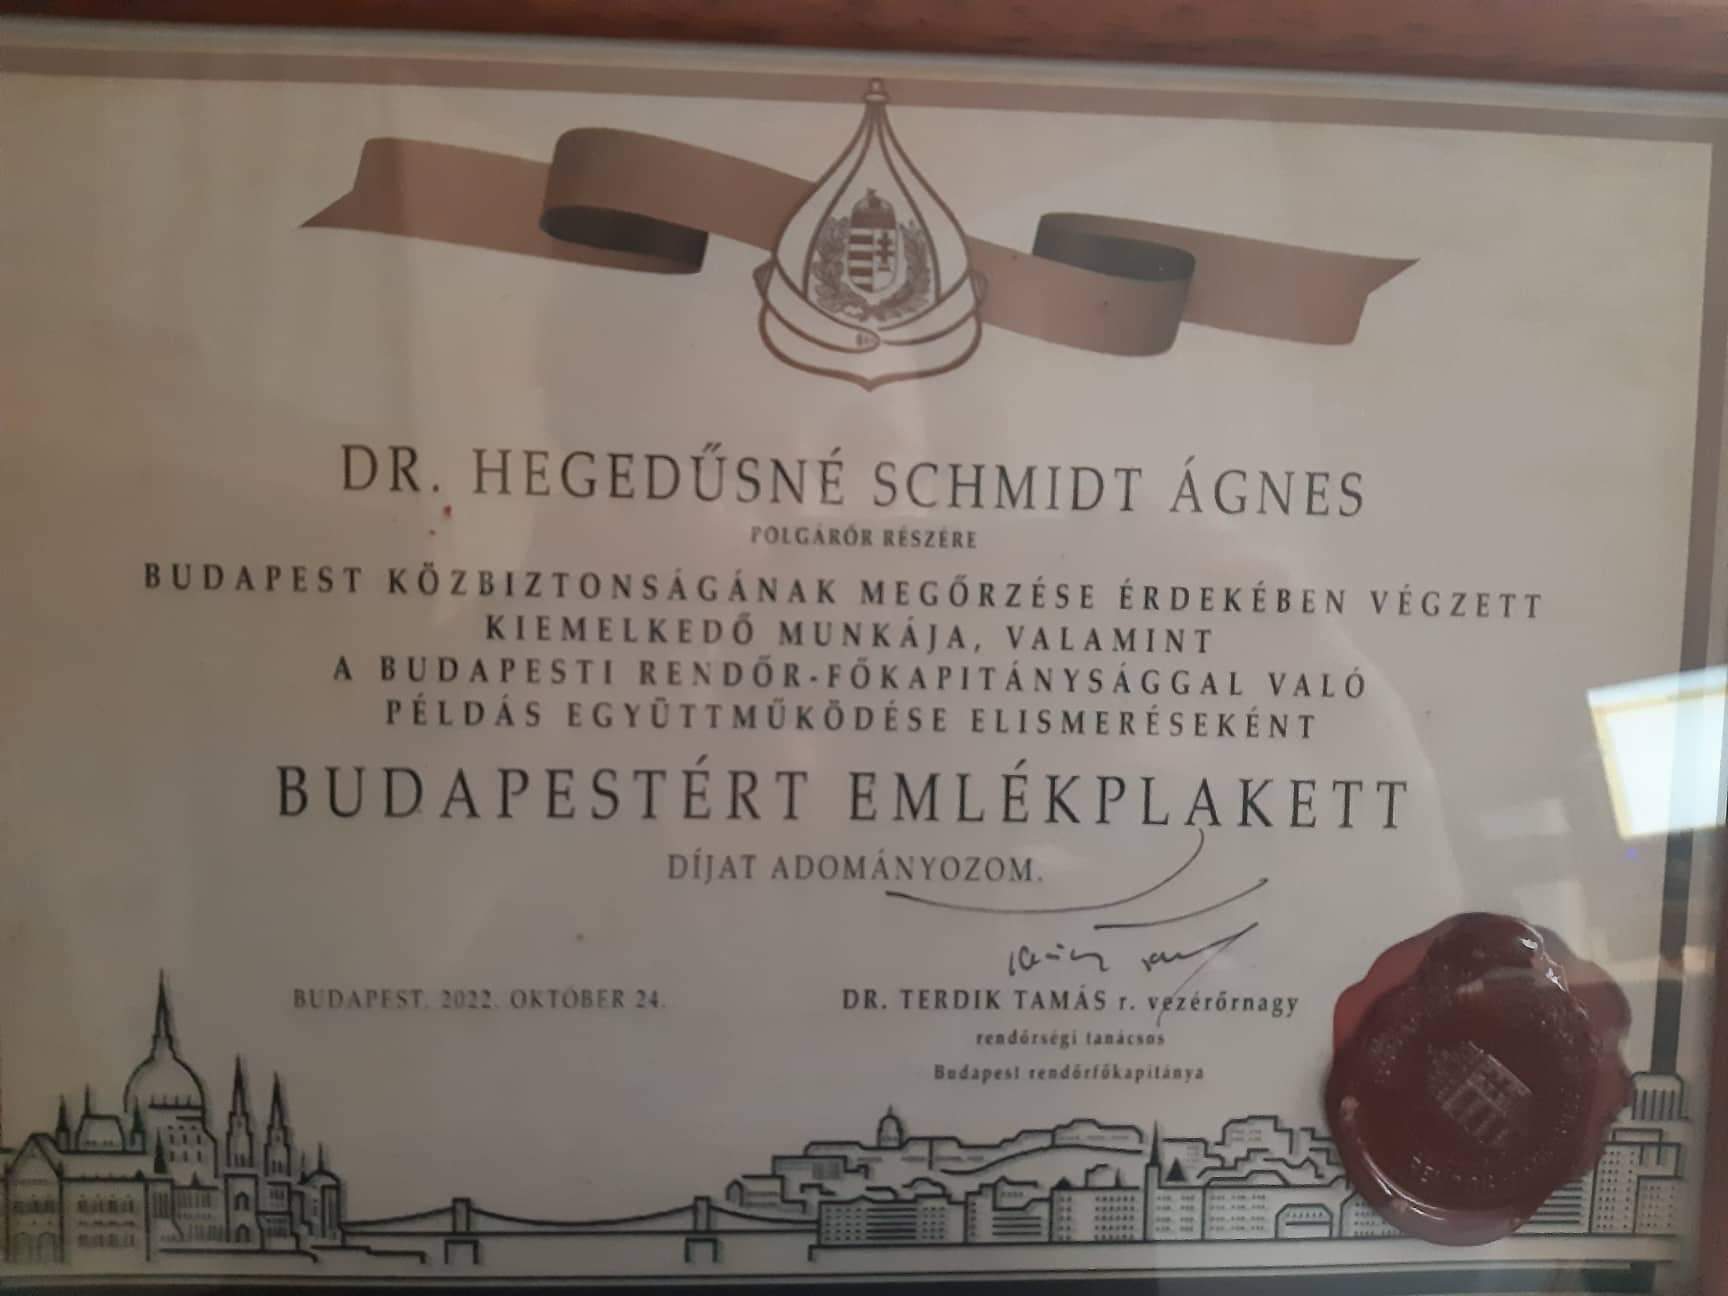 DR. HEGEDŰSNÉ SCHMIDT ÁGNES
POLGÁRŐR RÉSZÉRE
BUDAPEST KÖZBIZTONSÁGÁNAK MEGŐRZÉSE ÉRDEKÉBEN VÉGZETT
KIEMELKEDŐ MUNKÁJA, VALAMINT
A BUDAPESTI RENDŐR-FŐKAPITÁNYSÁGGAL VALÓ
PÉLDÁS EGYÜTTMŰKÖDÉSE ELISMERÉSEKÉNT
BUDAPESTÉRT EMLÉKPLAKETT
DÍJAT ADOMÁNYOZOM.
BUDAPEST, 2022. OKTÓBER 24.
DR. TERDIK TAMÁS r. vezérőrnagy
rendőrségi tanácsos
Budapest rendőrfőkapitánya